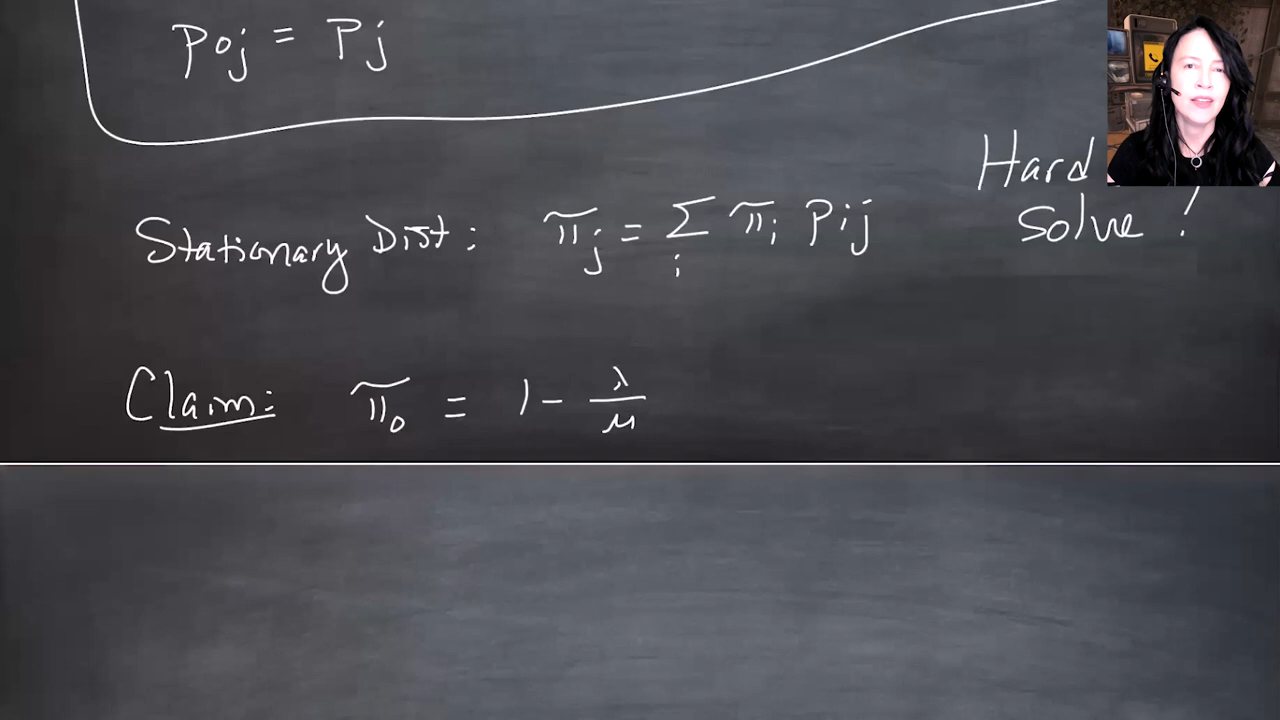 p0j = Pj
Hard
Solve !
Stationary Dist: πj = Σi πi Pij
Claim: π0 = 1 - λ/μ